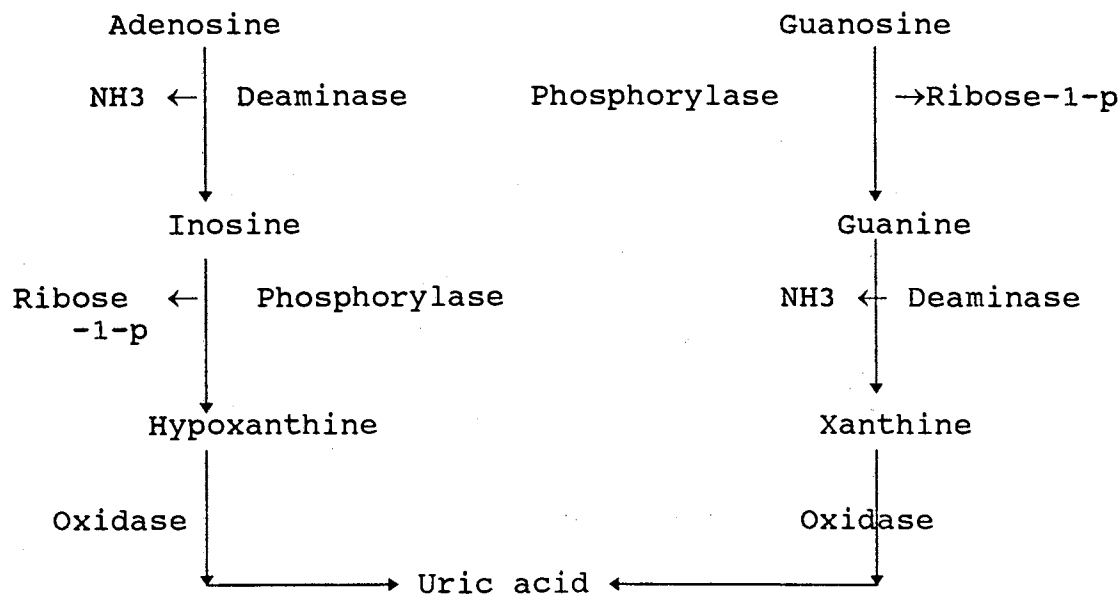 Adenosine Guanosine
NH3 ← Deaminase Phosphorylase →Ribose-1-p
Inosine Guanine
Ribose ← Phosphorylase NH3 ← Deaminase
-1-p
Hypoxanthine Xanthine
Oxidase Oxidase
Uric acid